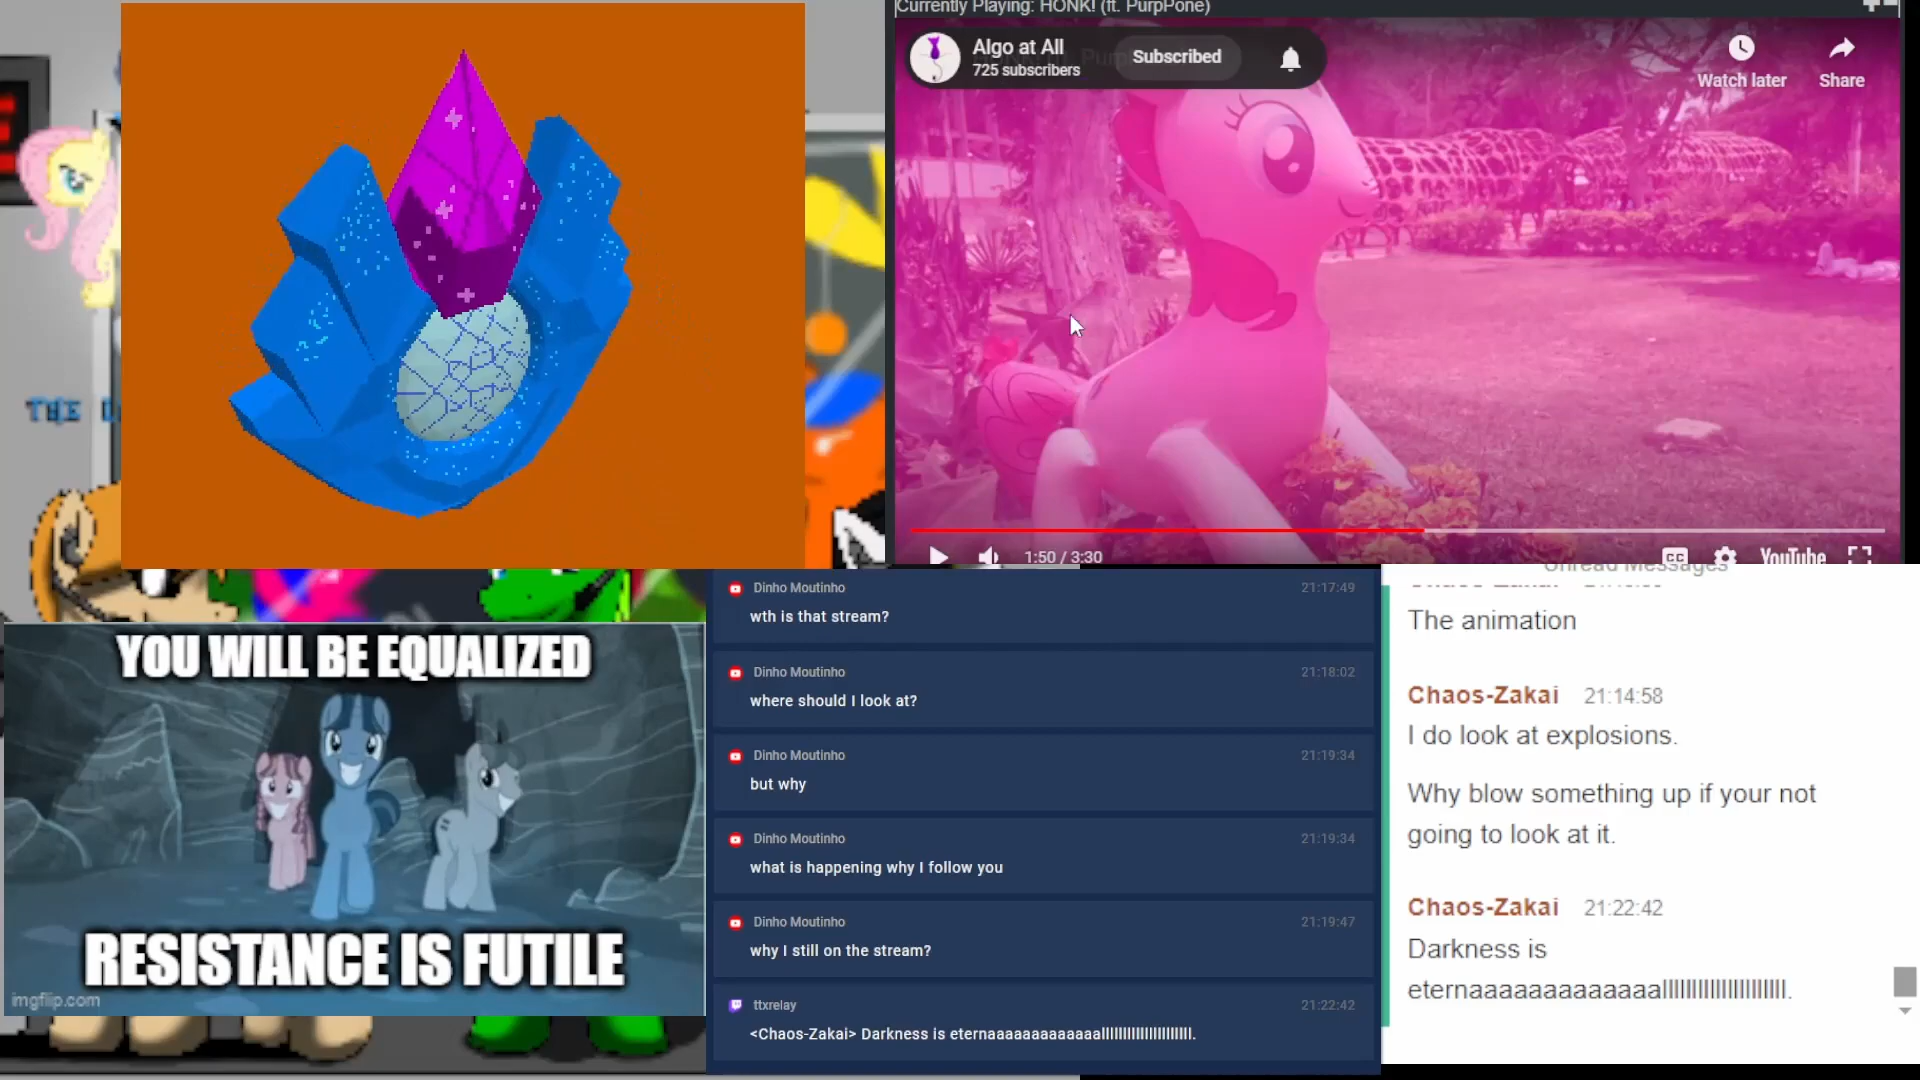 Currently Playing: HONK! (ft. PurpPone)
Algo at All
725 subscribers
Subscribed
Watch later
Share
1:50 / 3:30
CC
YouTube
THE
YOU WILL BE EQUALIZED
RESISTANCE IS FUTILE
imgflip.com
Dinho Moutinho 21:17:49
wth is that stream?
Dinho Moutinho 21:18:02
where should I look at?
Dinho Moutinho 21:19:34
but why
Dinho Moutinho 21:19:34
what is happening why I follow you
Dinho Moutinho 21:19:47
why I still on the stream?
ttxrelay 21:22:42
<Chaos-Zakai> Darkness is eternaaaaaaaaaaaaalllllllllllllllllllll.
Unread Messages
The animation
Chaos-Zakai 21:14:58
I do look at explosions.
Why blow something up if your not
going to look at it.
Chaos-Zakai 21:22:42
Darkness is
eternaaaaaaaaaaaaalllllllllllllllllllll.